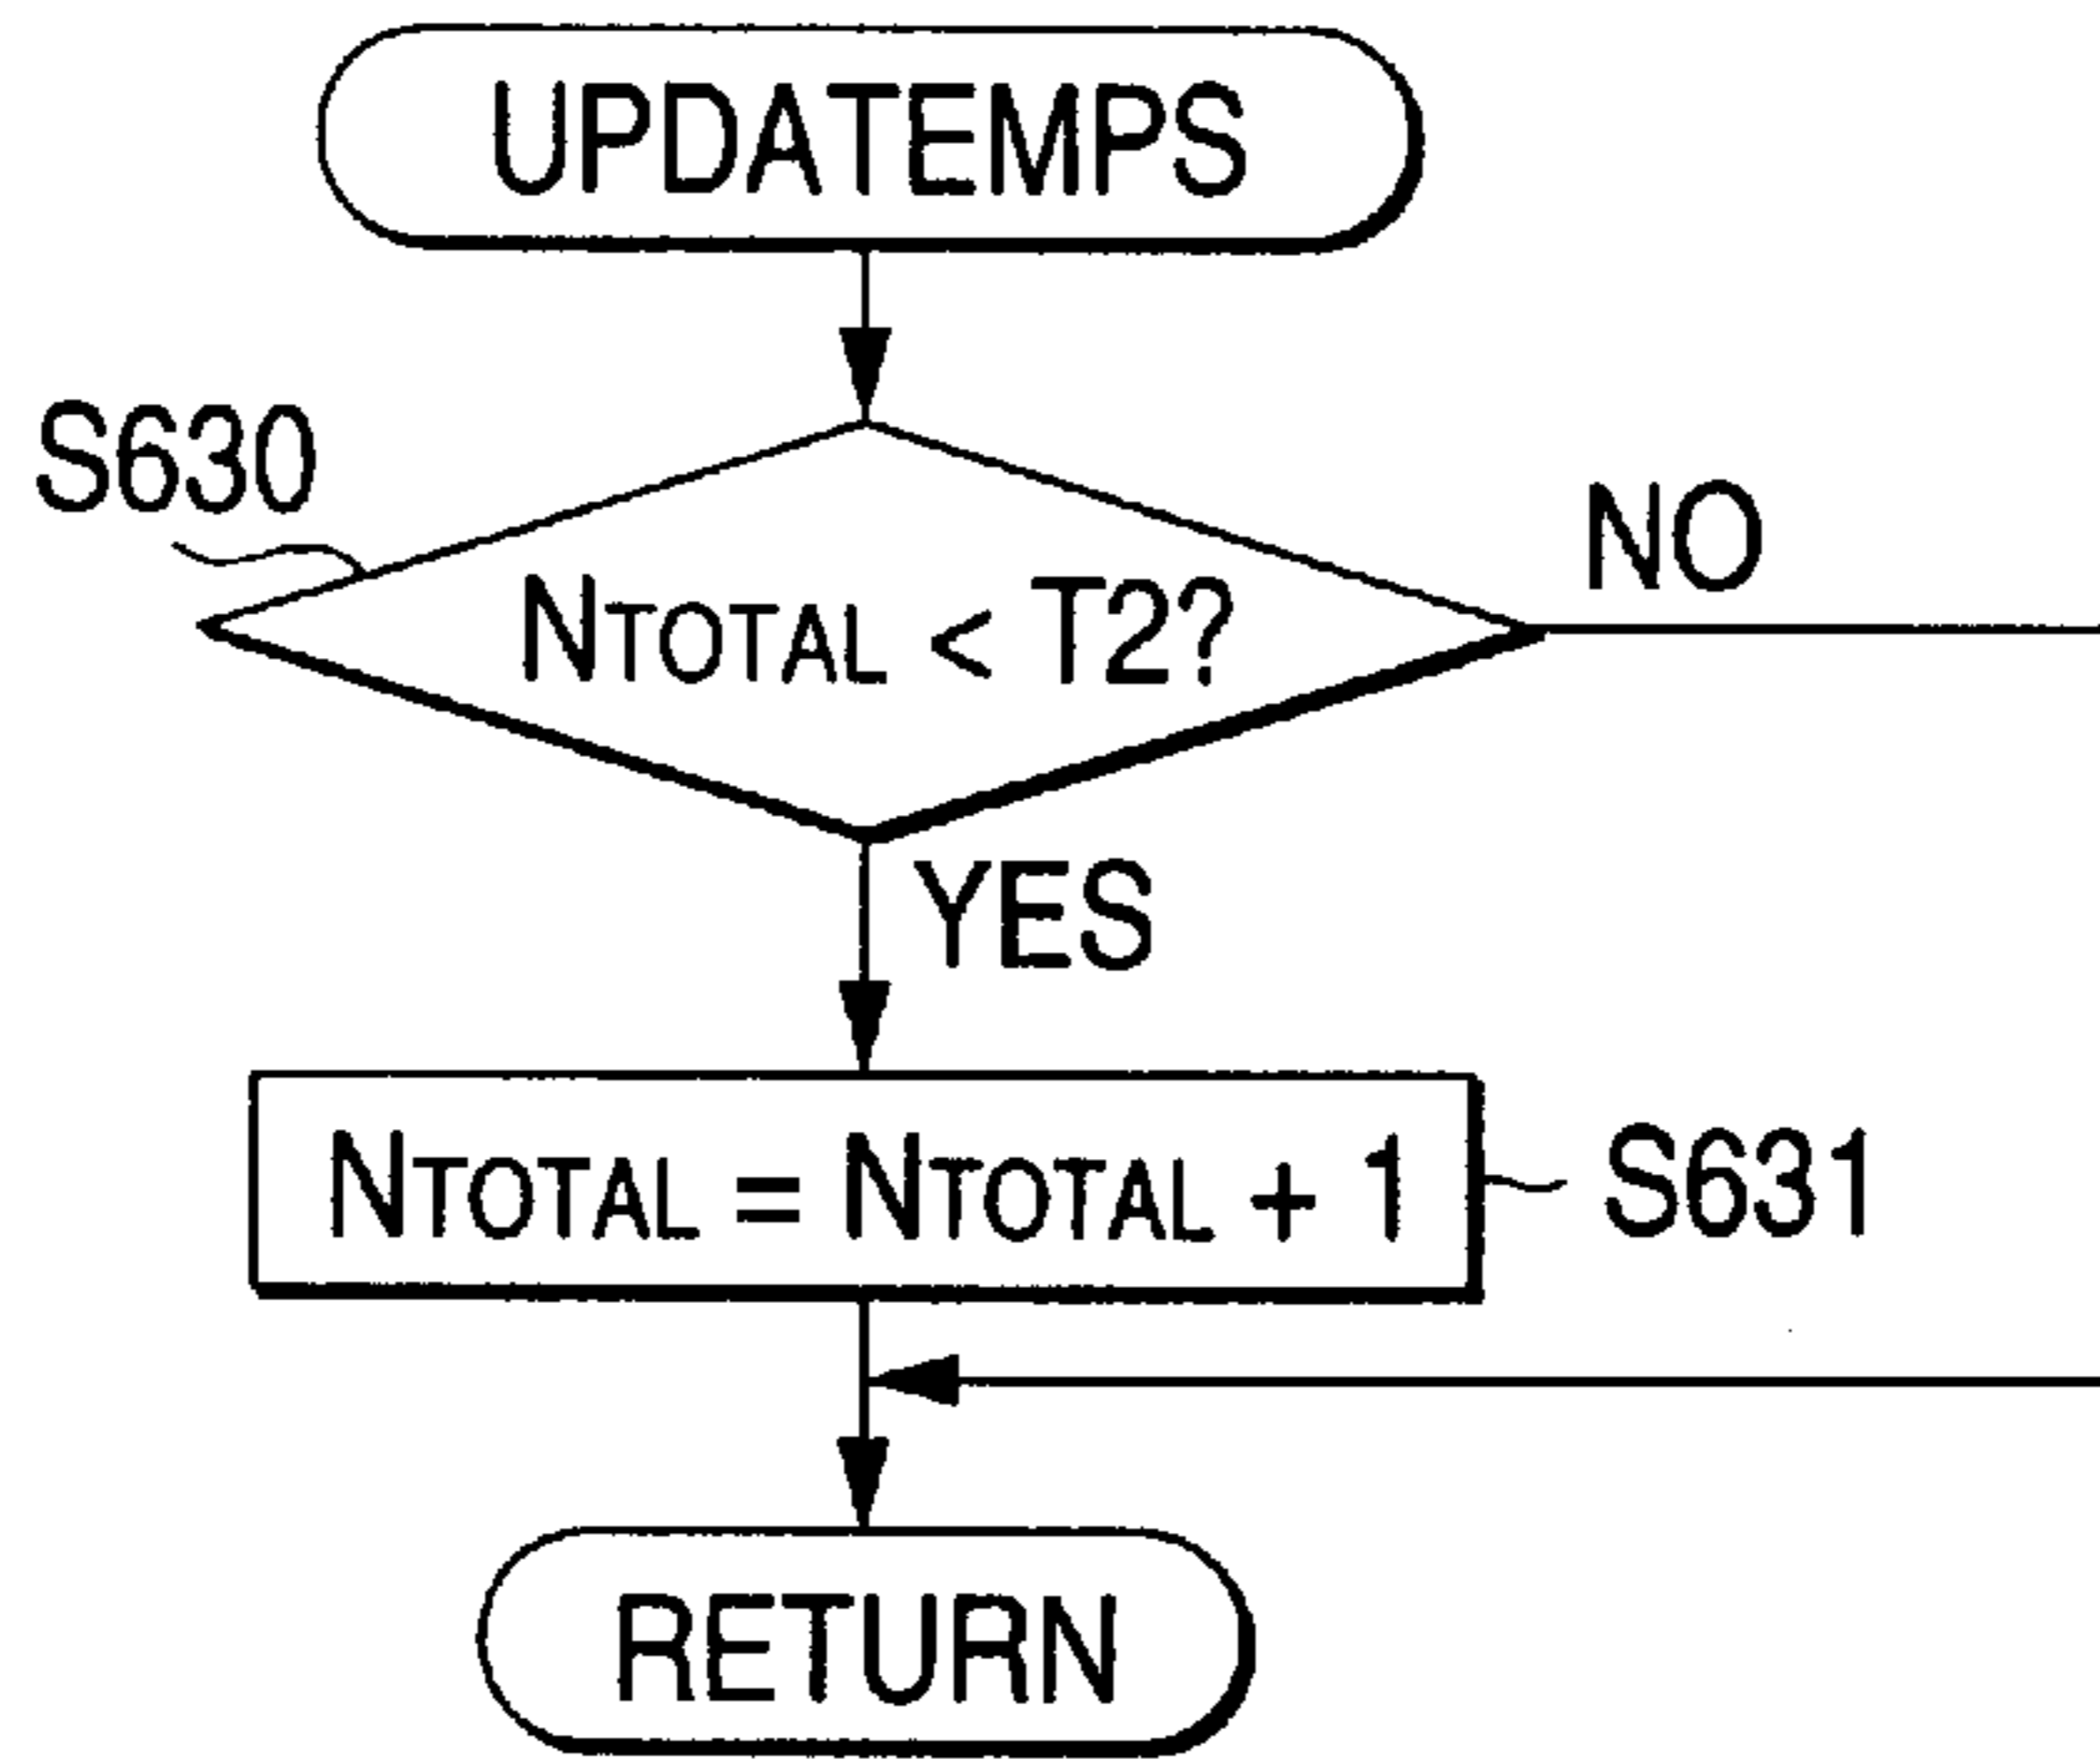 UPDATEMPS
S630
NO
NTOTAL < T2?
YES
NTOTAL = NTOTAL + 1
S631
RETURN